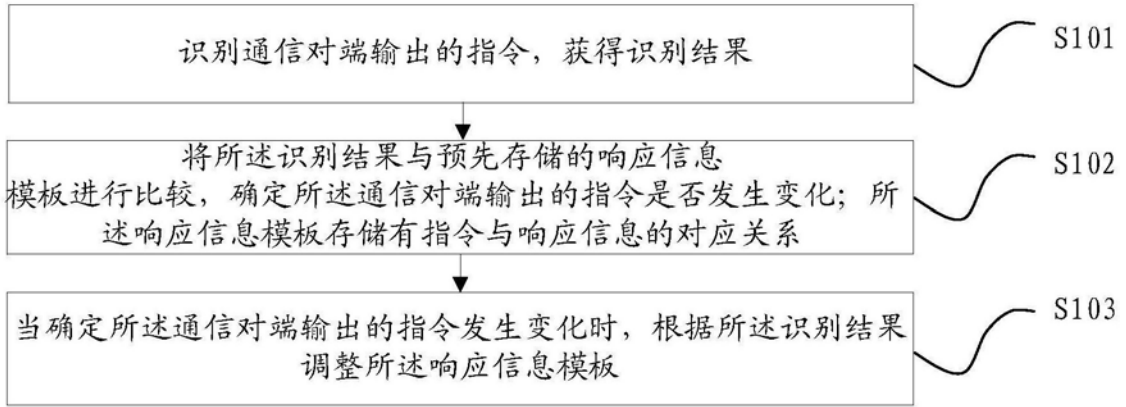 识别通信对端输出的指令，获得识别结果
S101
将所述识别结果与预先存储的响应信息
模板进行比较，确定所述通信对端输出的指令是否发生变化；所
述响应信息模板存储有指令与响应信息的对应关系
S102
当确定所述通信对端输出的指令发生变化时，根据所述识别结果
调整所述响应信息模板
S103